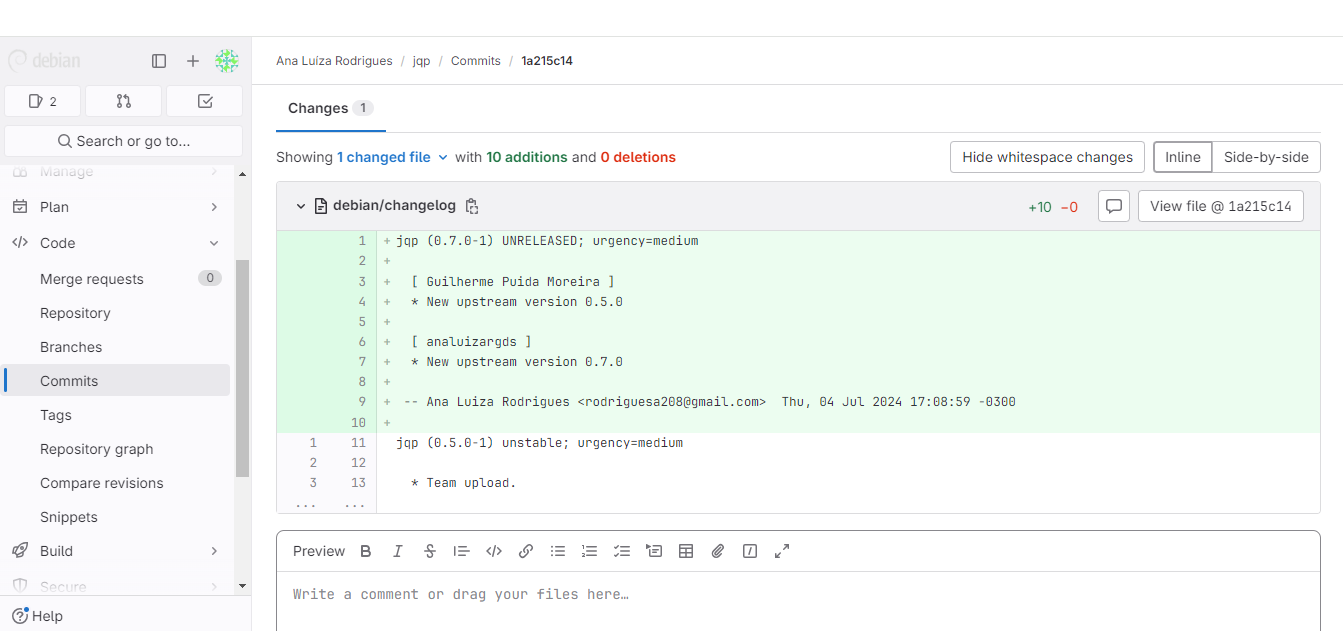 debian
Ana Luíza Rodrigues / jqp / Commits / 1a215c14
2
Search or go to...
Manage
Plan
Code
Merge requests 0
Repository
Branches
Commits
Tags
Repository graph
Compare revisions
Snippets
Build
Secure
Help
Changes 1
Showing 1 changed file with 10 additions and 0 deletions
Hide whitespace changes
Inline Side-by-side
debian/changelog
+10 −0
View file @ 1a215c14
1 + jqp (0.7.0-1) UNRELEASED; urgency=medium
2 +
3 + [ Guilherme Puida Moreira ]
4 + * New upstream version 0.5.0
5 +
6 + [ analuizargds ]
7 + * New upstream version 0.7.0
8 +
9 + -- Ana Luiza Rodrigues <rodriguesa208@gmail.com>  Thu, 04 Jul 2024 17:08:59 -0300
10 +
1 11 jqp (0.5.0-1) unstable; urgency=medium
2 12
3 13 * Team upload.
... ...
Preview
Write a comment or drag your files here…